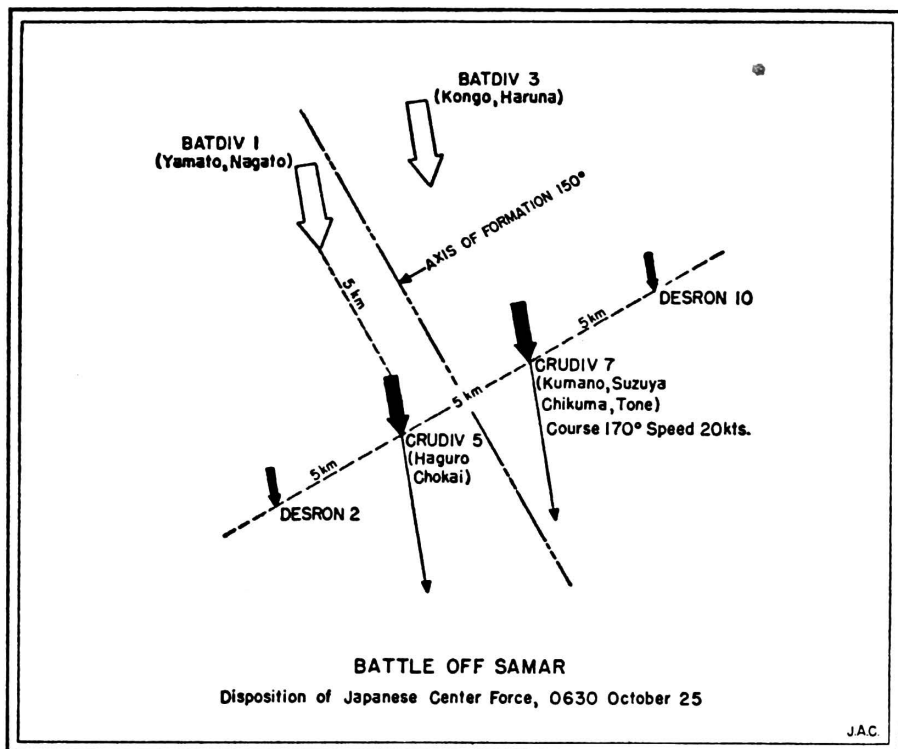 BATDIV 3
(Kongo, Haruna)
BATDIV 1
(Yamato, Nagato)
AXIS OF FORMATION 150°
5 km
DESRON 10
5 km
CRUDIV 7
(Kumano, Suzuya
Chikuma, Tone)
Course 170° Speed 20kts.
5 km
CRUDIV 5
(Haguro
Chokai)
5 km
DESRON 2
BATTLE OFF SAMAR
Disposition of Japanese Center Force, 0630 October 25
J.A.C.